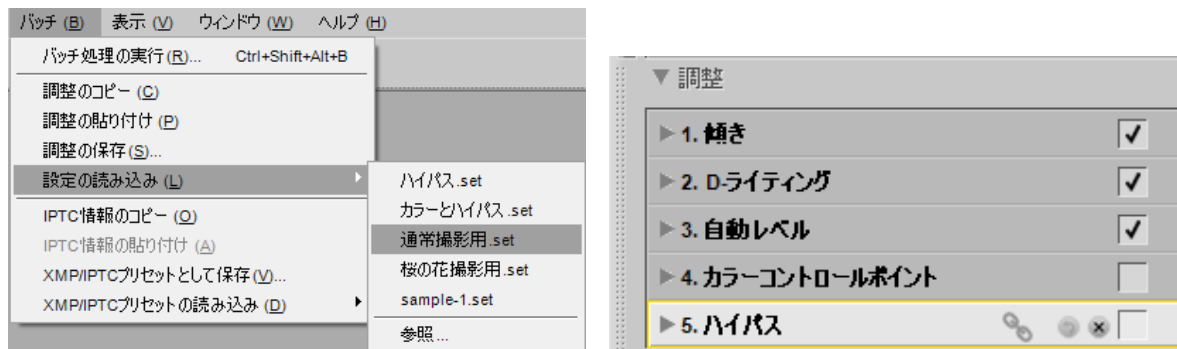 バッチ (B) 表示 (V) ウィンドウ (W) ヘルプ (H)
バッチ処理の実行(R)... Ctrl+Shift+Alt+B
調整のコピー (C)
調整の貼り付け (P)
調整の保存(S)...
設定の読み込み (L)
IPTC情報のコピー (O)
IPTC情報の貼り付け (A)
XMP/IPTCプリセットとして保存(V)...
XMP/IPTCプリセットの読み込み (D)
ハイパス.set
カラーとハイパス.set
通常撮影用.set
桜の花撮影用.set
sample-1.set
参照...
調整
1. 傾き
2. D-ライティング
3. 自動レベル
4. カラーコントロールポイント
5. ハイパス